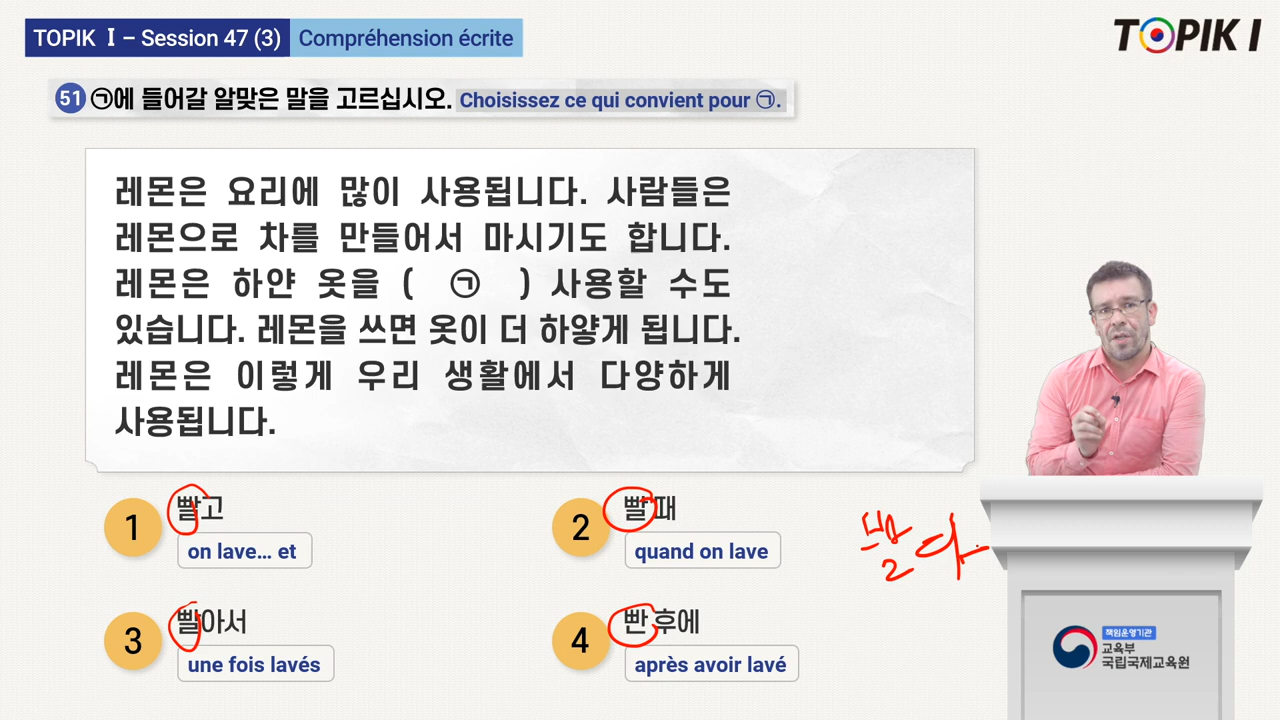 TOPIK I – Session 47 (3) Compréhension écrite
TOPIK I
51 ㉠에 들어갈 알맞은 말을 고르십시오. Choisissez ce qui convient pour ㉠.
레몬은 요리에 많이 사용됩니다. 사람들은
레몬으로 차를 만들어서 마시기도 합니다.
레몬은 하얀 옷을 ( ㉠ ) 사용할 수도
있습니다. 레몬을 쓰면 옷이 더 하얗게 됩니다.
레몬은 이렇게 우리 생활에서 다양하게
사용됩니다.
1 빨고
on lave... et
2 빨 때
quand on lave
빨다
3 빨아서
une fois lavés
4 빤 후에
après avoir lavé
책임운영기관
교육부
국립국제교육원